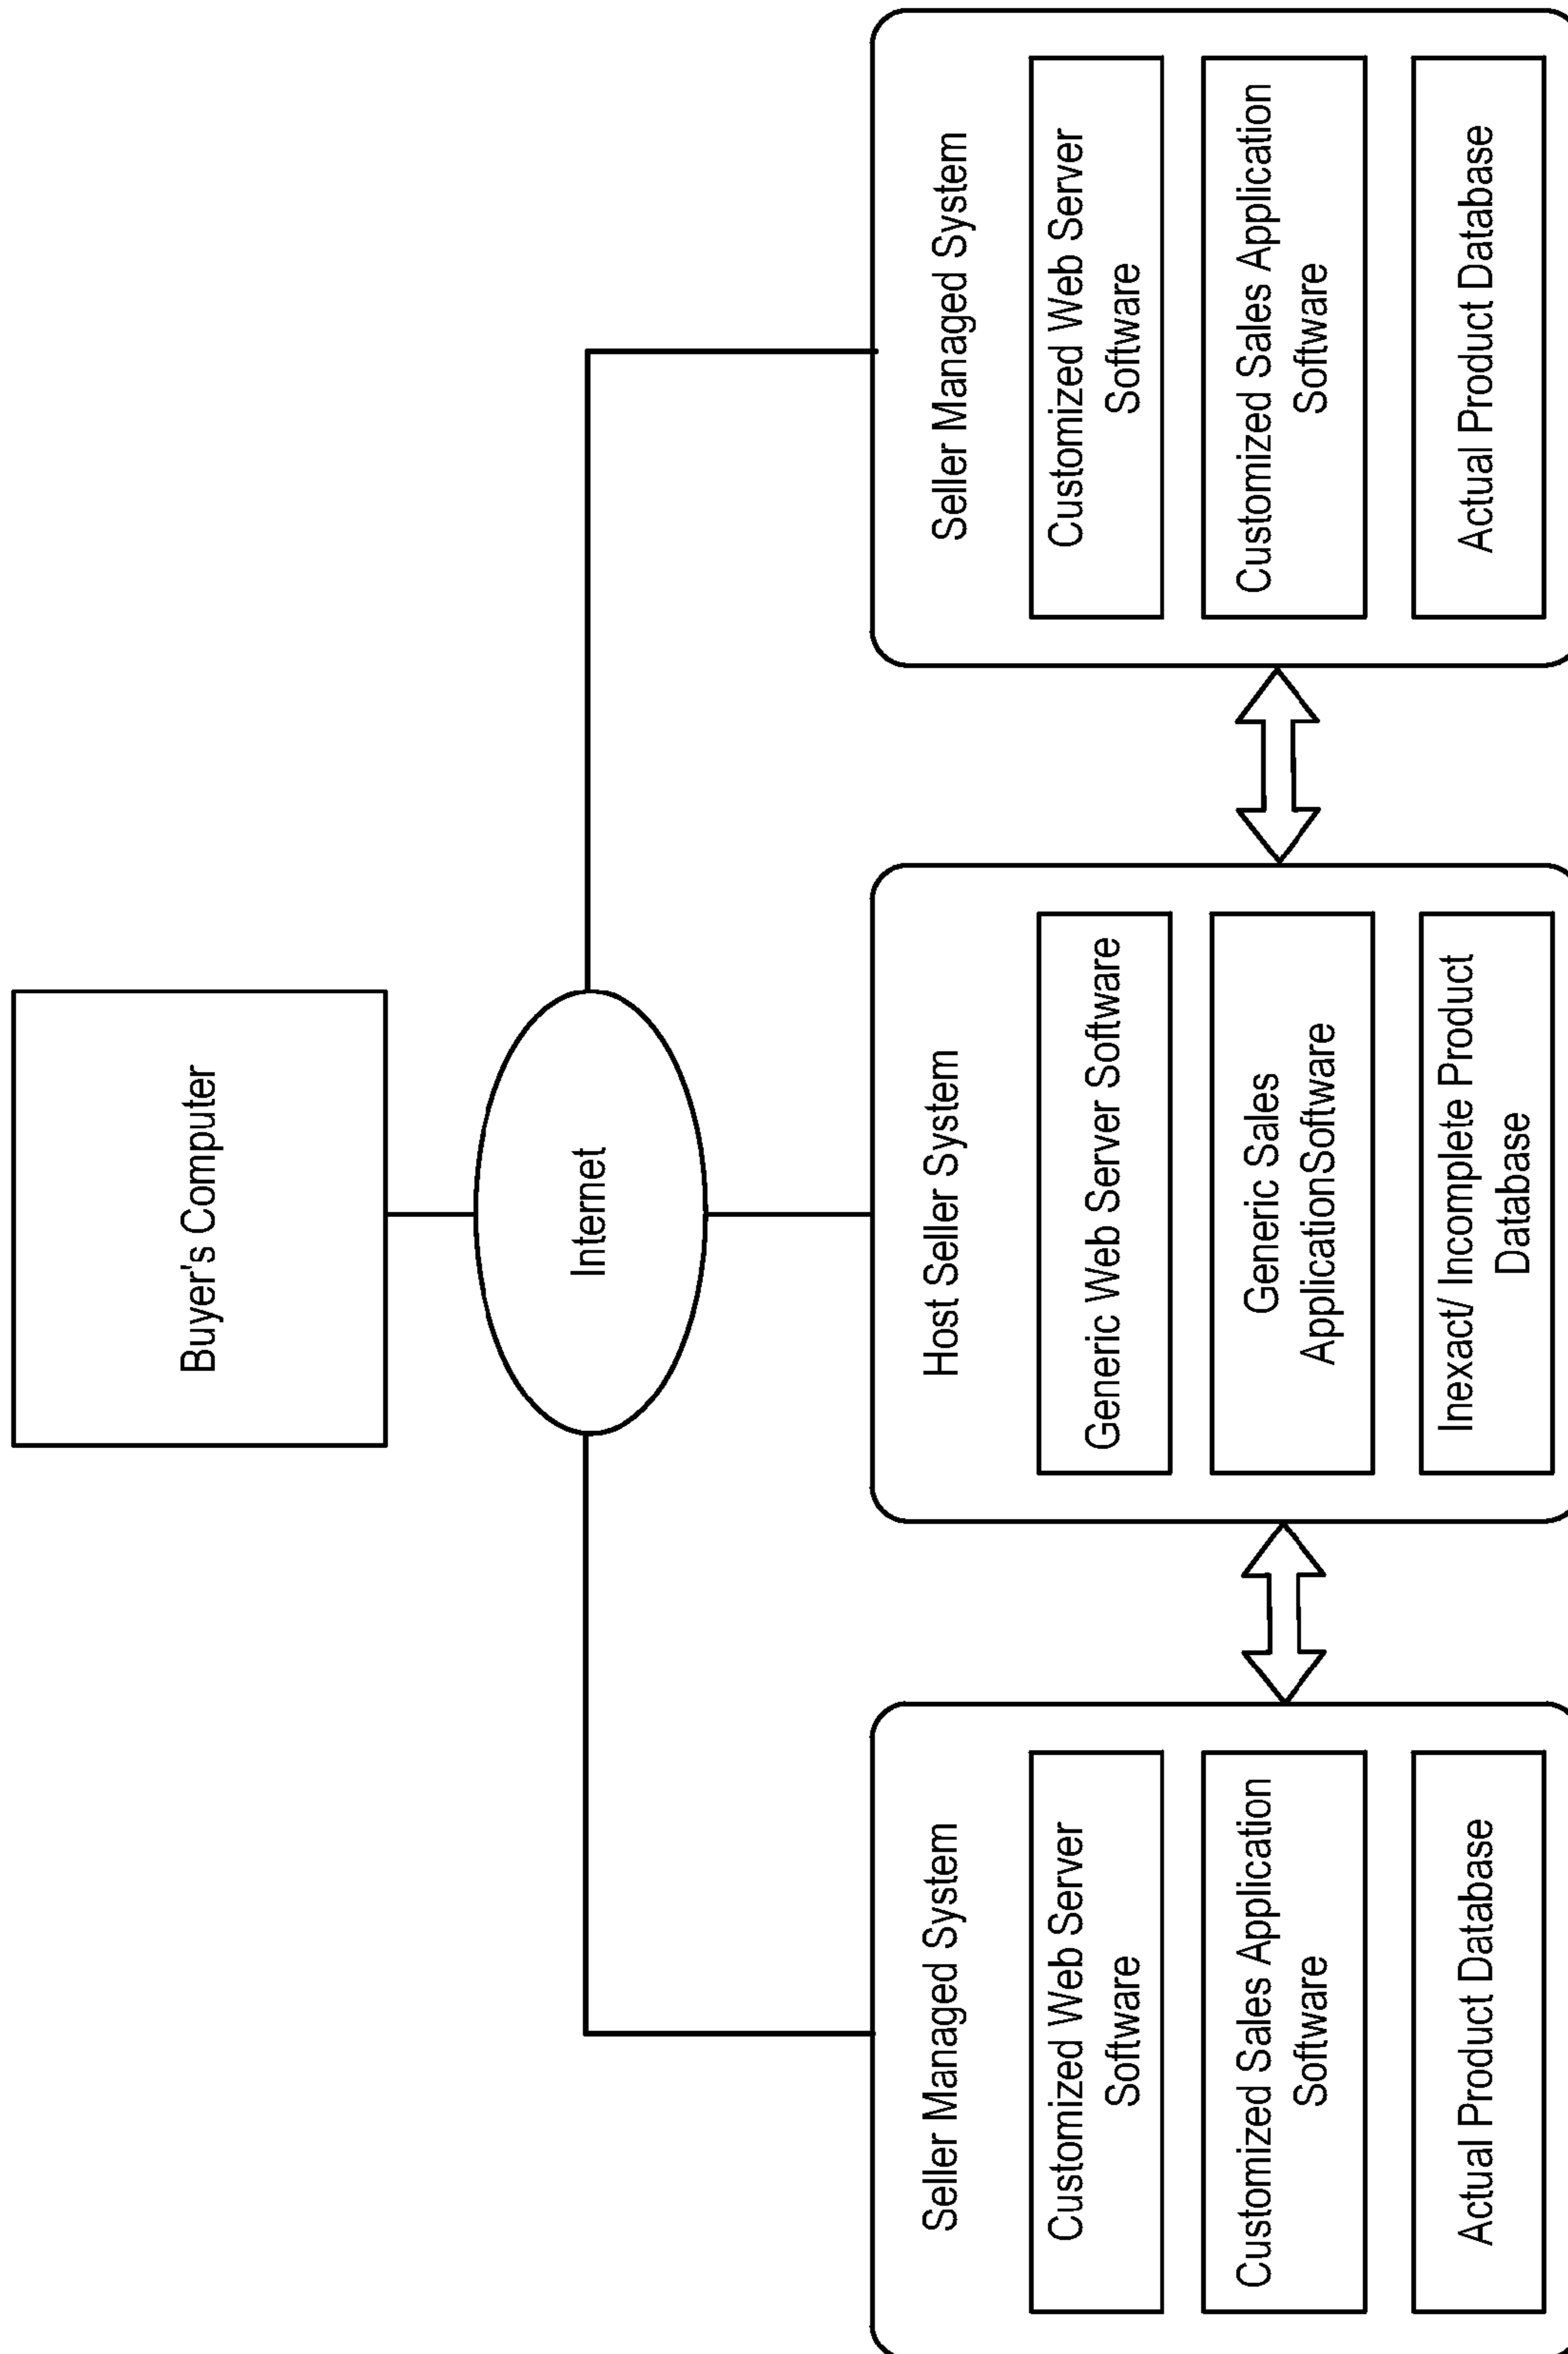 Buyer's Computer
Internet
Seller Managed System
Customized Web Server
Software
Customized Sales Application
Software
Actual Product Database
Host Seller System
Generic Web Server Software
Generic Sales
ApplicationSoftware
Inexact/ Incomplete Product
Database
Seller Managed System
Customized Web Server
Software
Customized Sales Application
Software
Actual Product Database